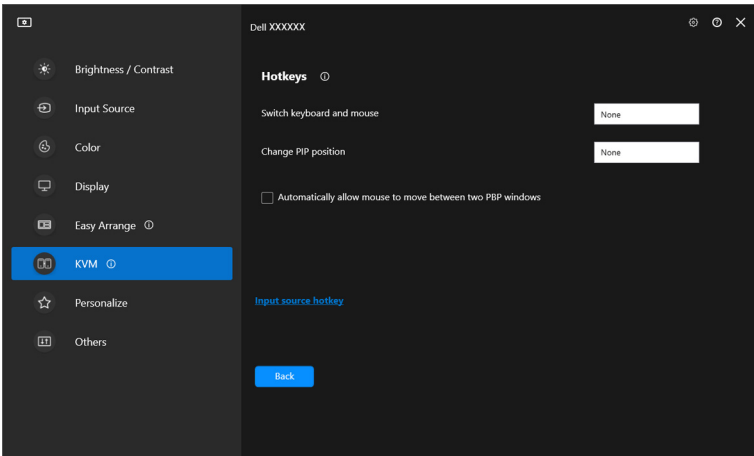 Dell XXXXXX
Brightness / Contrast
Input Source
Color
Display
Easy Arrange
KVM
Personalize
Others
Hotkeys
Switch keyboard and mouse
None
Change PIP position
None
Automatically allow mouse to move between two PBP windows
Input source hotkey
Back